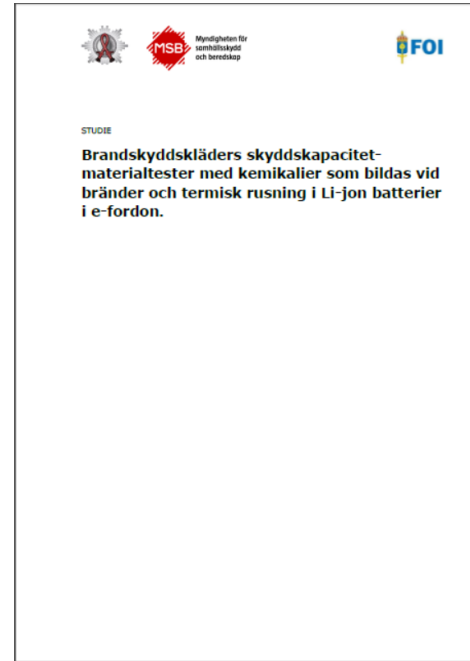 MSB
Myndigheten för
samhällsskydd
och beredskap
FOI
STUDIE
Brandskyddskläders skyddskapacitet-
materialtester med kemikalier som bildas vid
bränder och termisk rusning i Li-jon batterier
i e-fordon.